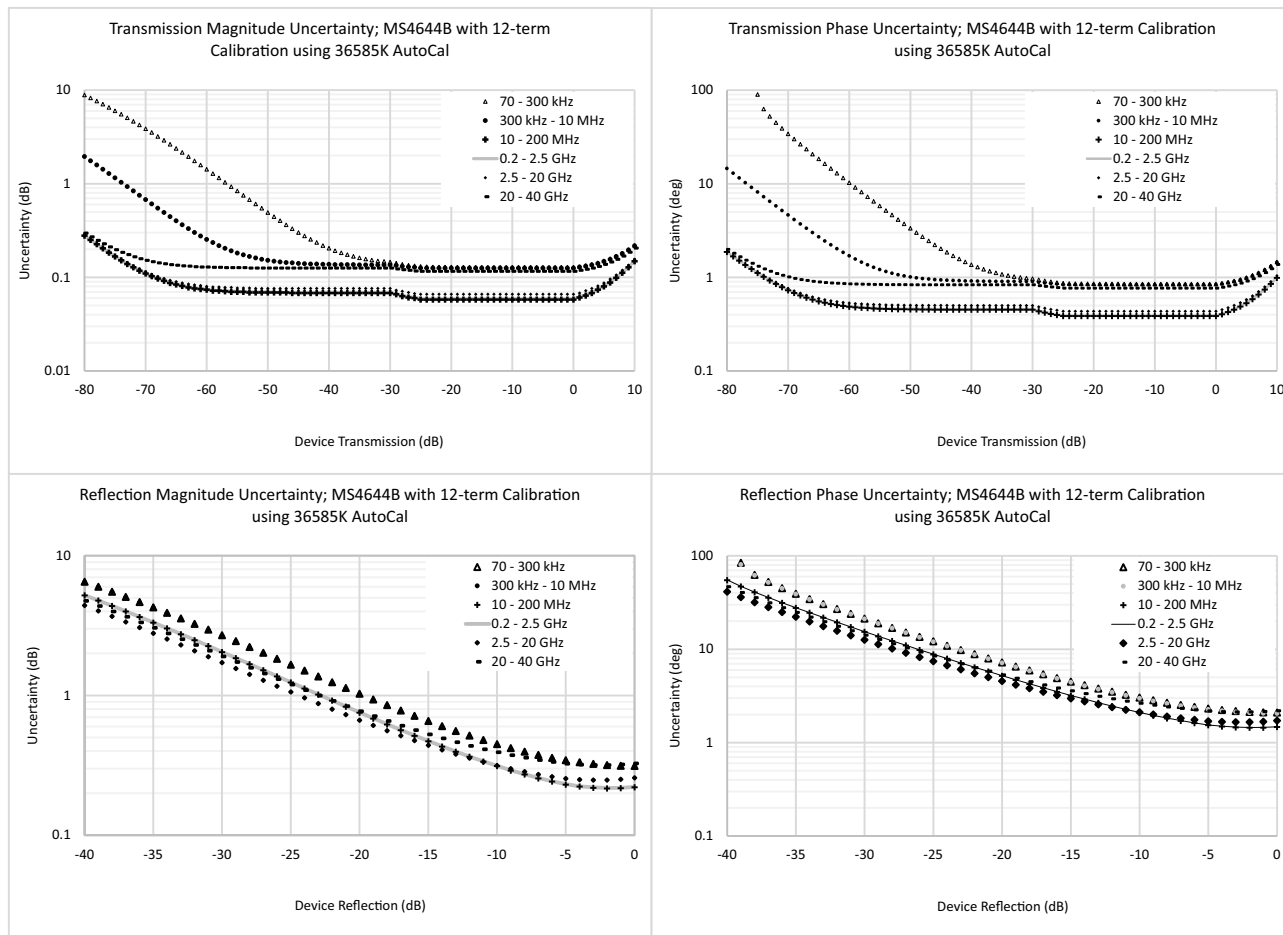 Transmission Magnitude Uncertainty; MS4644B with 12-term
Calibration using 36585K AutoCal
10
1
0.1
0.01
Uncertainty (dB)
70 - 300 kHz
300 kHz - 10 MHz
10 - 200 MHz
0.2 - 2.5 GHz
2.5 - 20 GHz
20 - 40 GHz
-80 -70 -60 -50 -40 -30 -20 -10 0 10
Device Transmission (dB)
Transmission Phase Uncertainty; MS4644B with 12-term Calibration
using 36585K AutoCal
100
10
1
0.1
Uncertainty (deg)
70 - 300 kHz
300 kHz - 10 MHz
10 - 200 MHz
0.2 - 2.5 GHz
2.5 - 20 GHz
20 - 40 GHz
-80 -70 -60 -50 -40 -30 -20 -10 0 10
Device Transmission (dB)
Reflection Magnitude Uncertainty; MS4644B with 12-term Calibration
using 36585K AutoCal
10
1
0.1
Uncertainty (dB)
70 - 300 kHz
300 kHz - 10 MHz
10 - 200 MHz
0.2 - 2.5 GHz
2.5 - 20 GHz
20 - 40 GHz
-40 -35 -30 -25 -20 -15 -10 -5 0
Device Reflection (dB)
Reflection Phase Uncertainty; MS4644B with 12-term Calibration
using 36585K AutoCal
100
10
1
0.1
Uncertainty (deg)
70 - 300 kHz
300 kHz - 10 MHz
10 - 200 MHz
0.2 - 2.5 GHz
2.5 - 20 GHz
20 - 40 GHz
-40 -35 -30 -25 -20 -15 -10 -5 0
Device Reflection (dB)